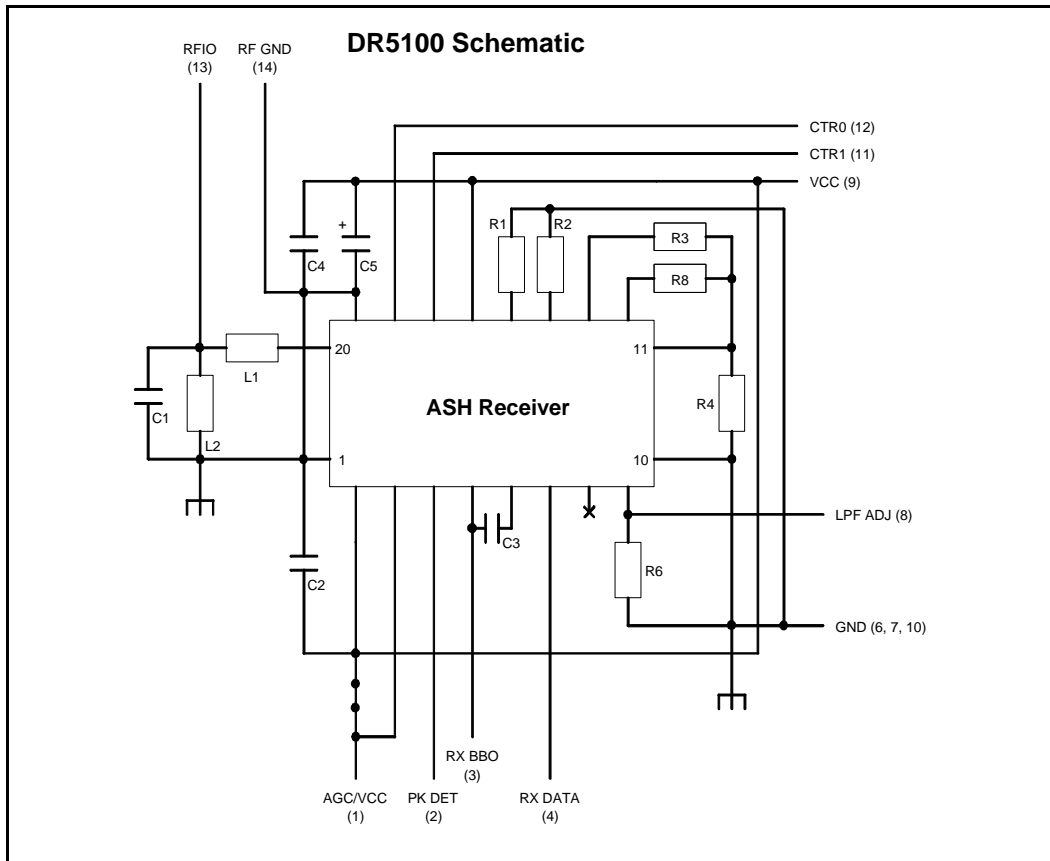 DR5100 Schematic
RFIO
(13)
RF GND
(14)
CTR0 (12)
CTR1 (11)
VCC (9)
R1
R2
R3
+
C4
C5
R8
20
11
L1
C1
ASH Receiver
R4
L2
1
10
LPF ADJ (8)
C3
C2
R6
GND (6, 7, 10)
RX BBO
(3)
AGC/VCC
(1)
PK DET
(2)
RX DATA
(4)